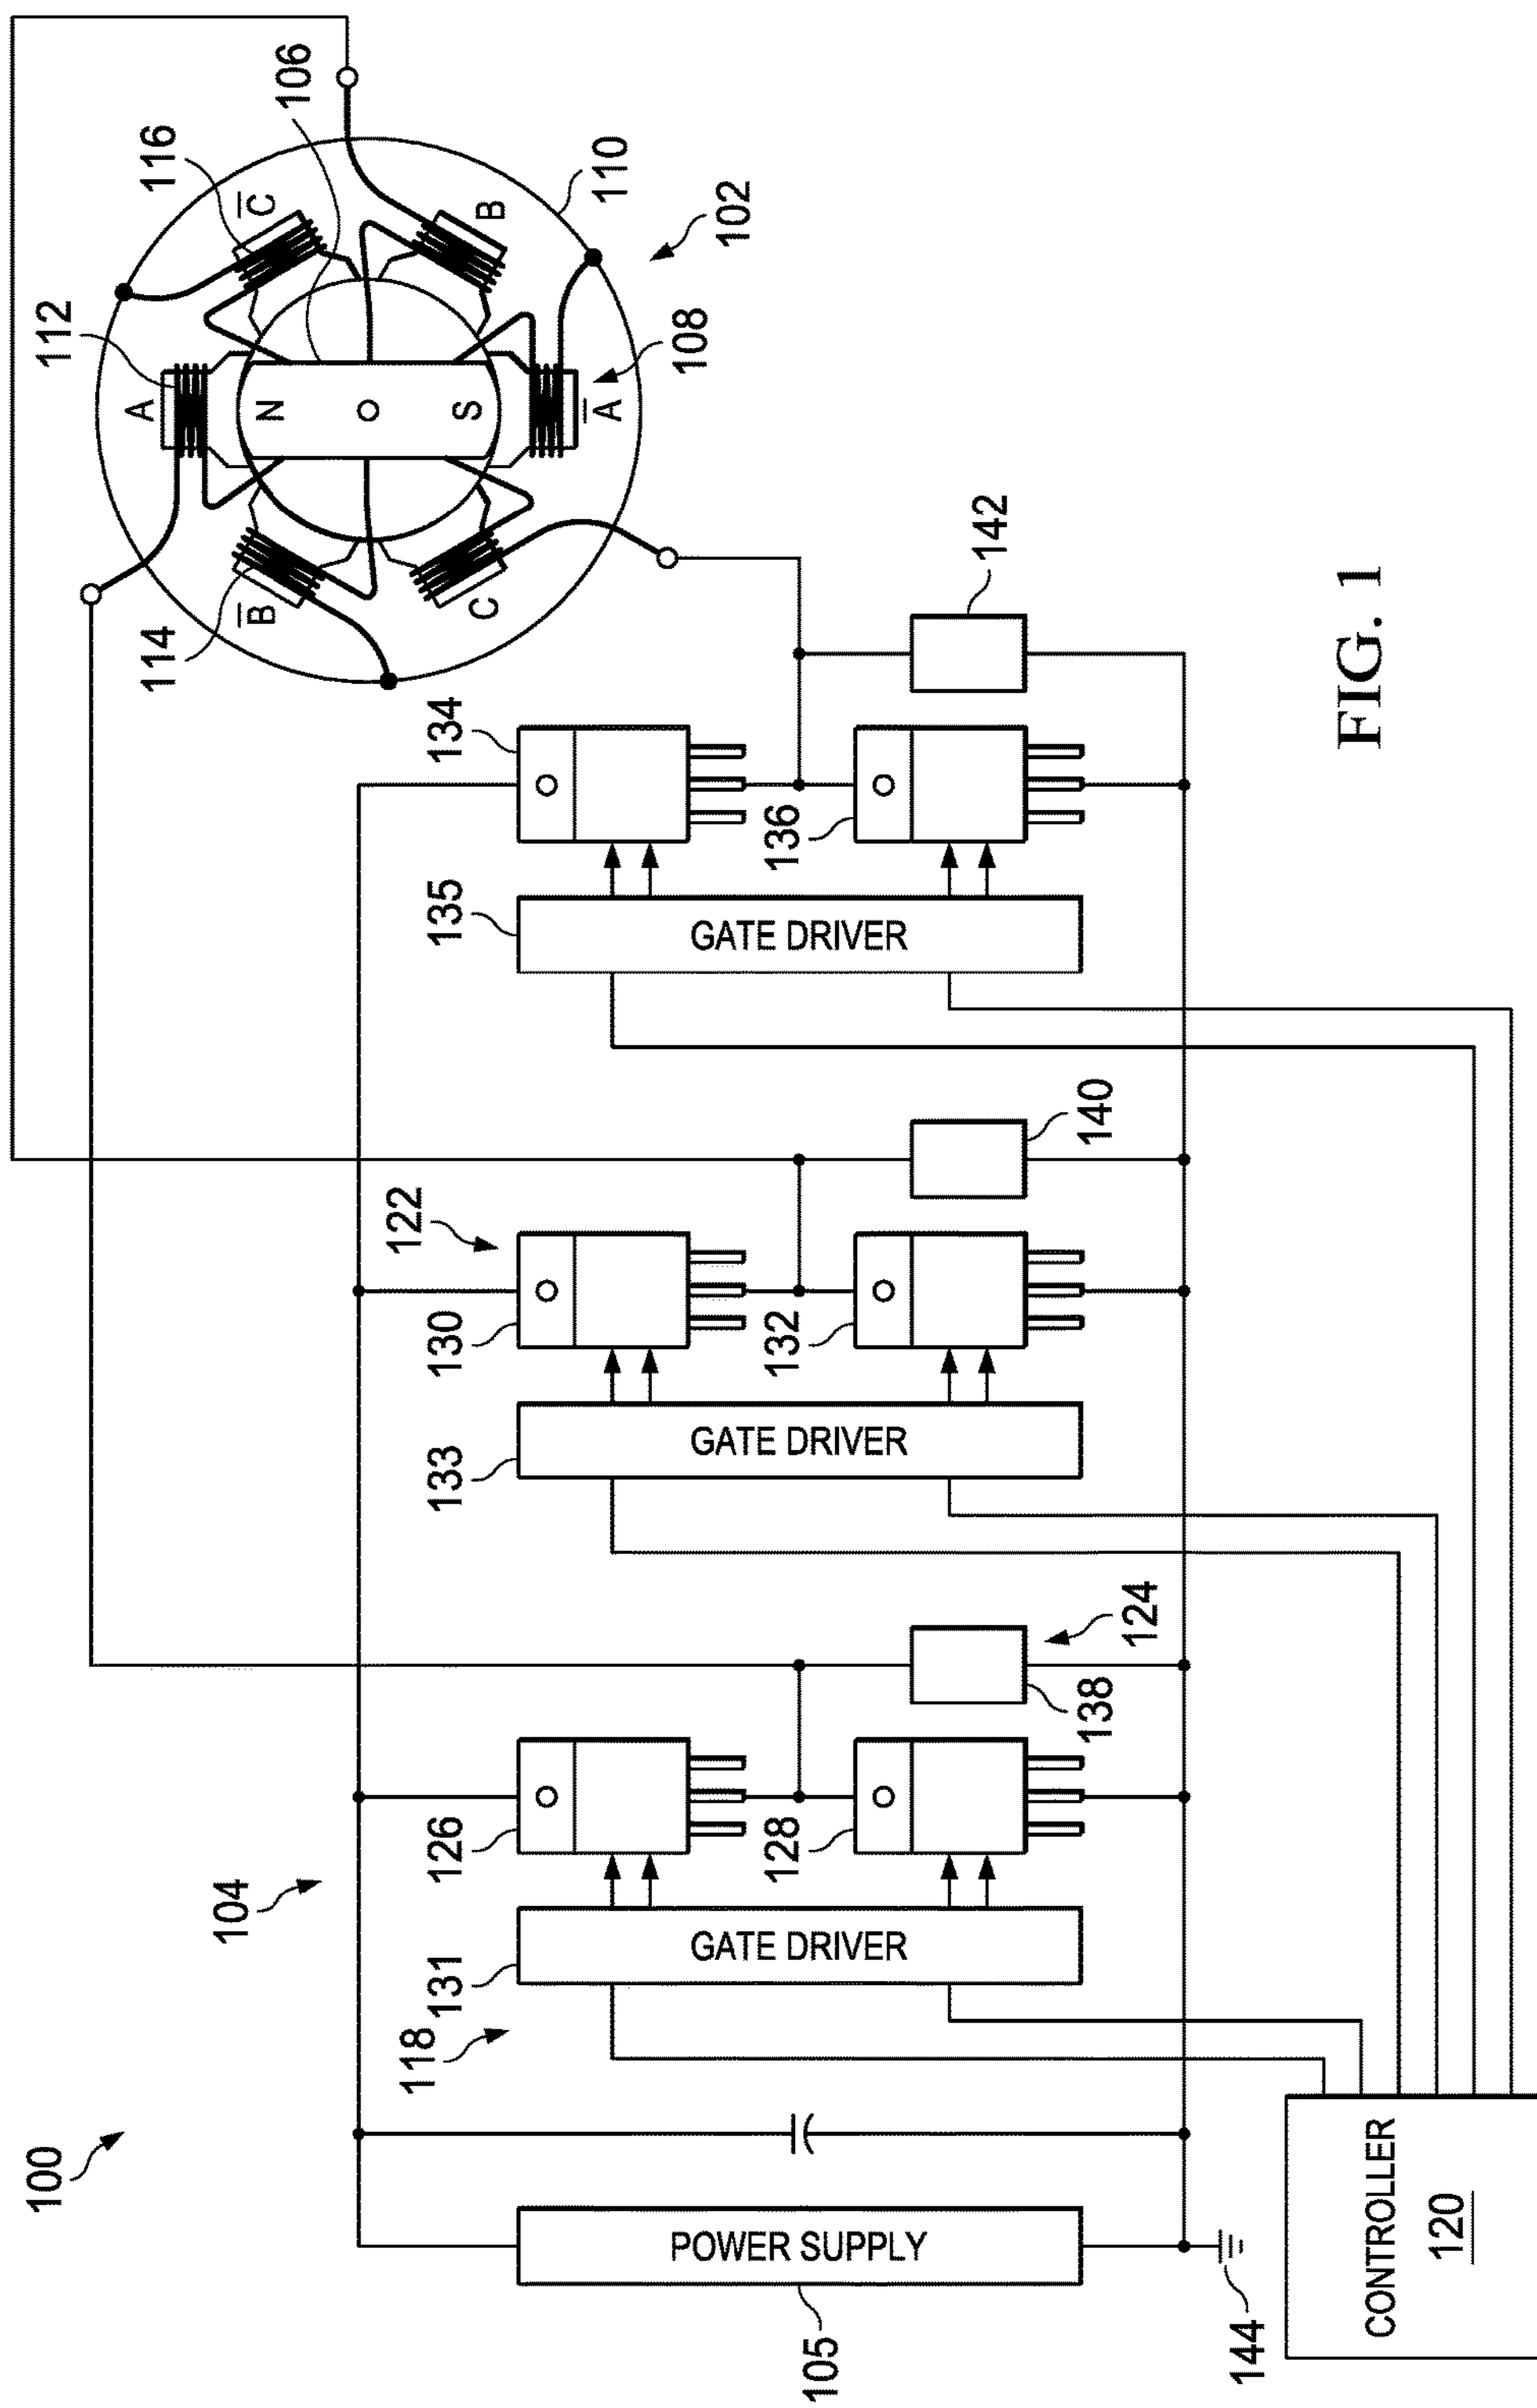 100
104
118
105
POWER SUPPLY
144
CONTROLLER
120
131
GATE DRIVER
126
128
138
124
133
GATE DRIVER
122
130
132
140
135
GATE DRIVER
134
136
142
112
116
106
114
110
102
108
A
C̅
B
A̅
C
B̅
N
S
FIG. 1